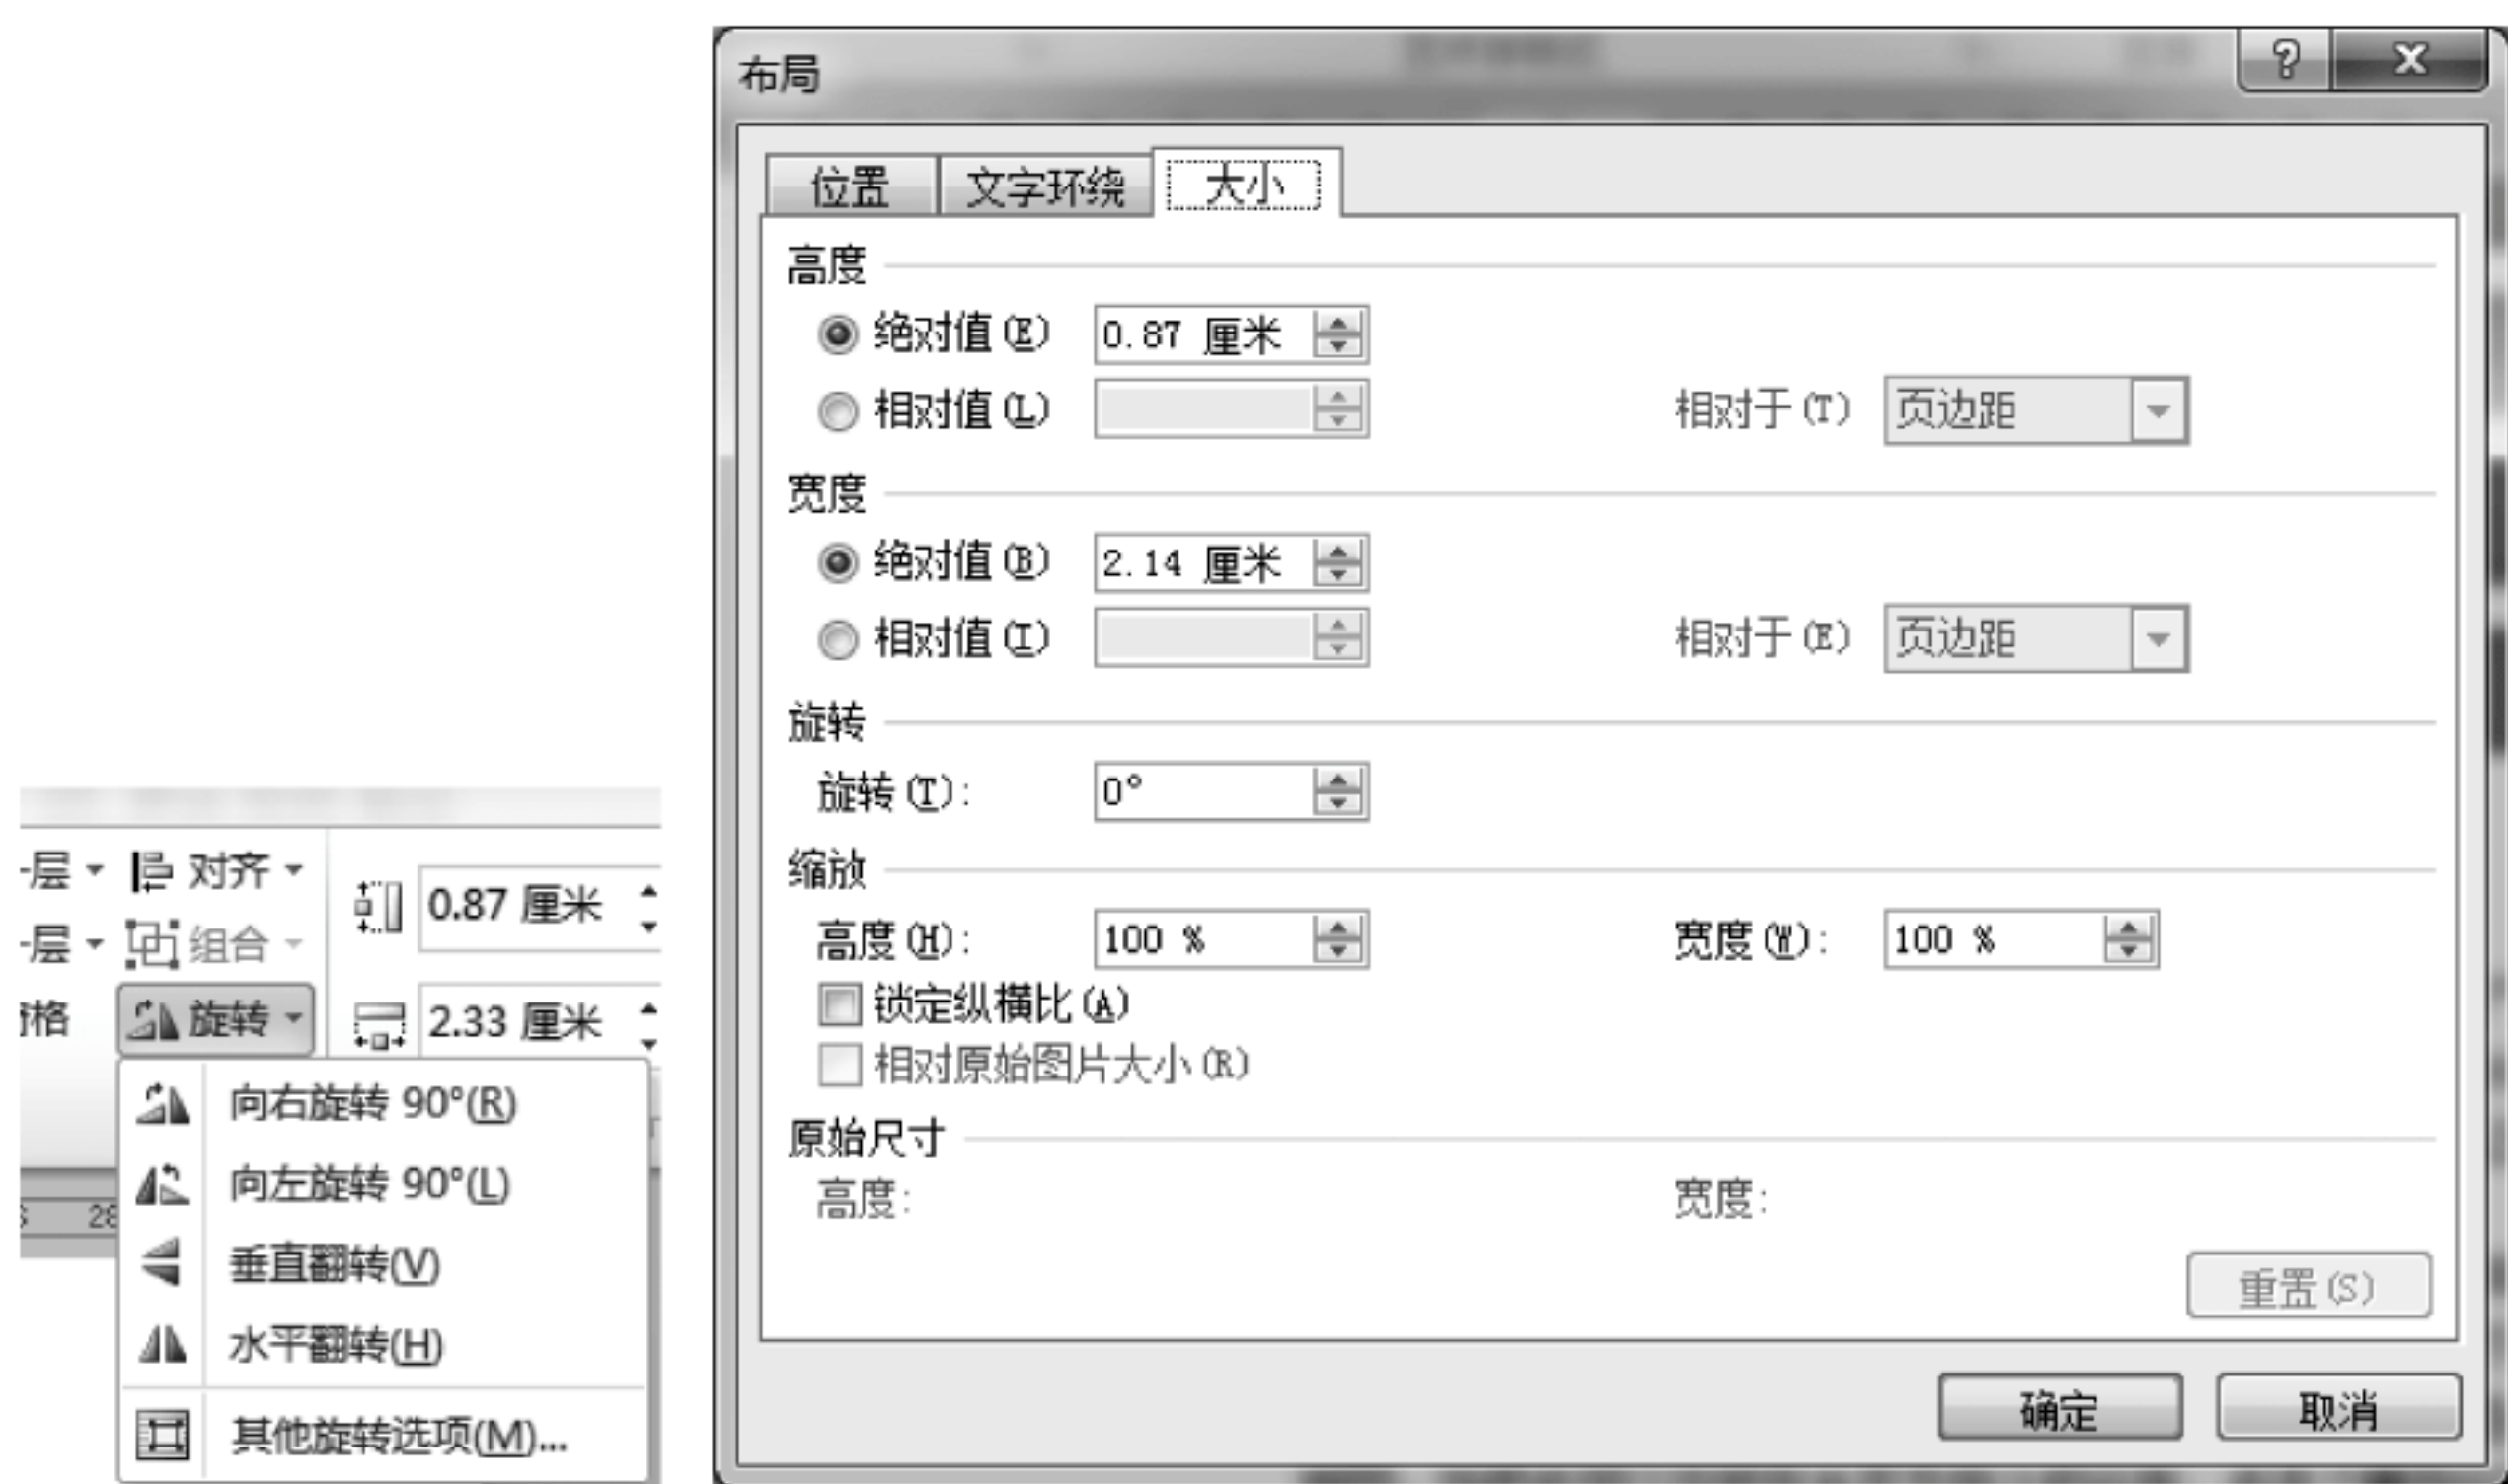 层 对齐
0.87 厘米
层 组合
格 旋转
2.33 厘米
向右旋转 90°(R)
向左旋转 90°(L)
28
垂直翻转(V)
水平翻转(H)
其他旋转选项(M)...
布局
? x
位置 文字环绕 大小
高度
绝对值(E) 0.87 厘米
相对值(L) 相对于(T) 页边距
宽度
绝对值(B) 2.14 厘米
相对值(I) 相对于(E) 页边距
旋转
旋转(T): 0°
缩放
高度(H): 100 % 宽度(W): 100 %
锁定纵横比(A)
相对原始图片大小(R)
原始尺寸
高度: 宽度:
重置(S)
确定 取消